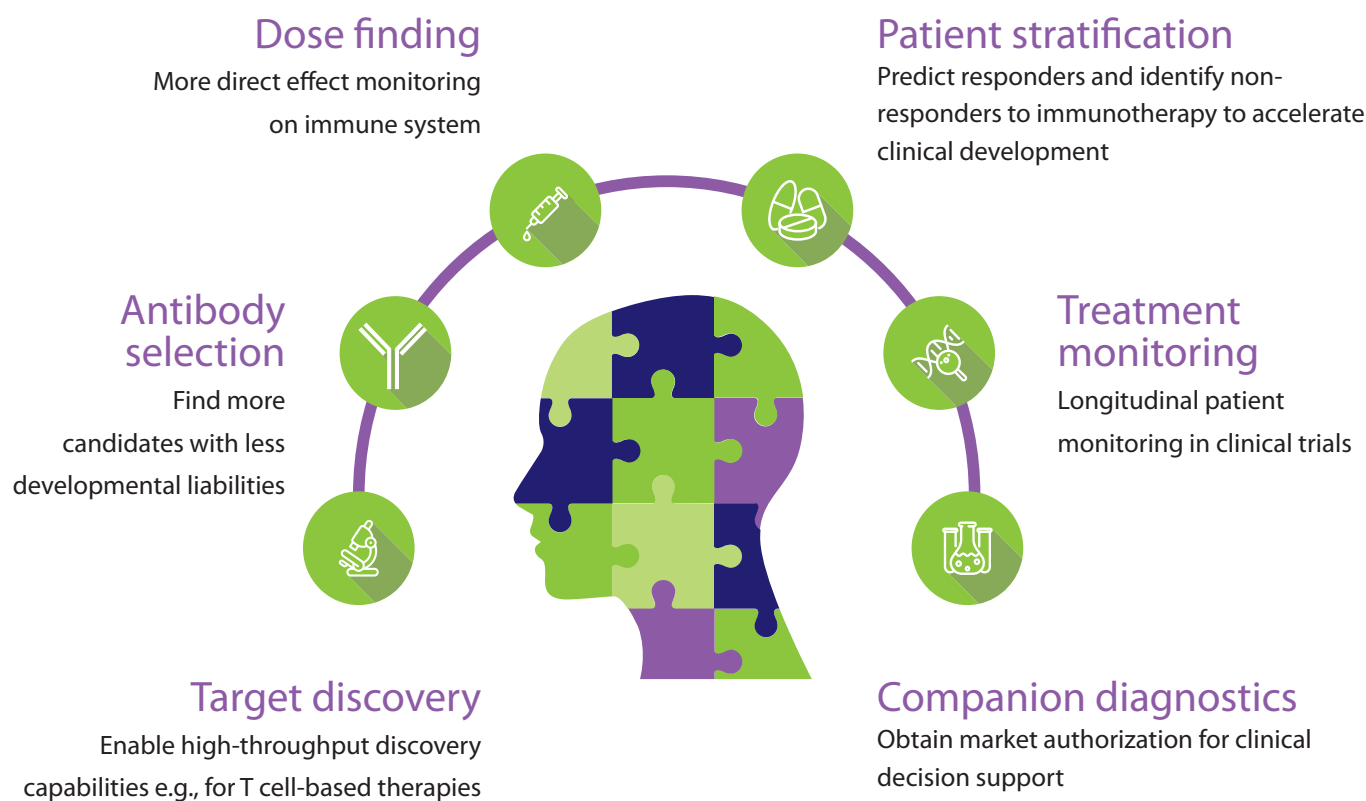 Dose finding
More direct effect monitoring
on immune system
Patient stratification
Predict responders and identify non-
responders to immunotherapy to accelerate
clinical development
Antibody
selection
Find more
candidates with less
developmental liabilities
Treatment
monitoring
Longitudinal patient
monitoring in clinical trials
Target discovery
Enable high-throughput discovery
capabilities e.g., for T cell-based therapies
Companion diagnostics
Obtain market authorization for clinical
decision support